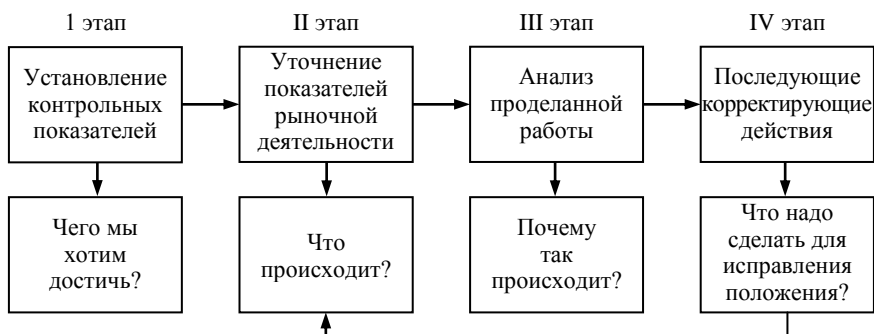 1 этап
II этап
III этап
IV этап
Установление
контрольных
показателей
Уточнение
показателей
рыночной
деятельности
Анализ
проделанной
работы
Последующие
корректирующие
действия
Чего мы
хотим
достичь?
Что
происходит?
Почему
так
происходит?
Что надо
сделать для
исправления
положения?